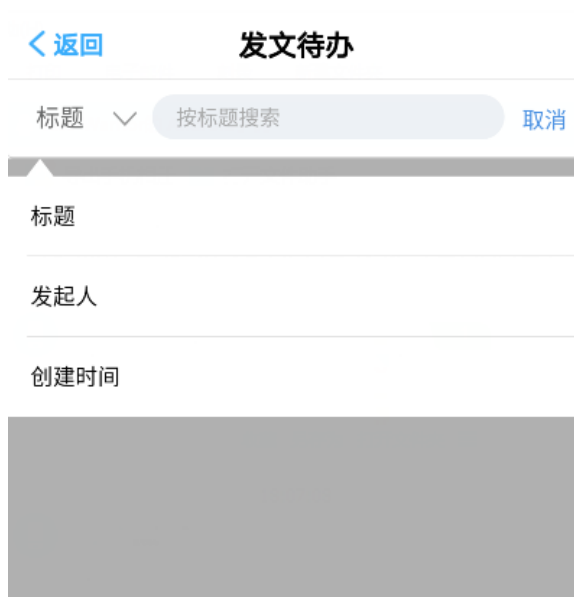 返回 发文待办
标题 按标题搜索 取消
标题
发起人
创建时间